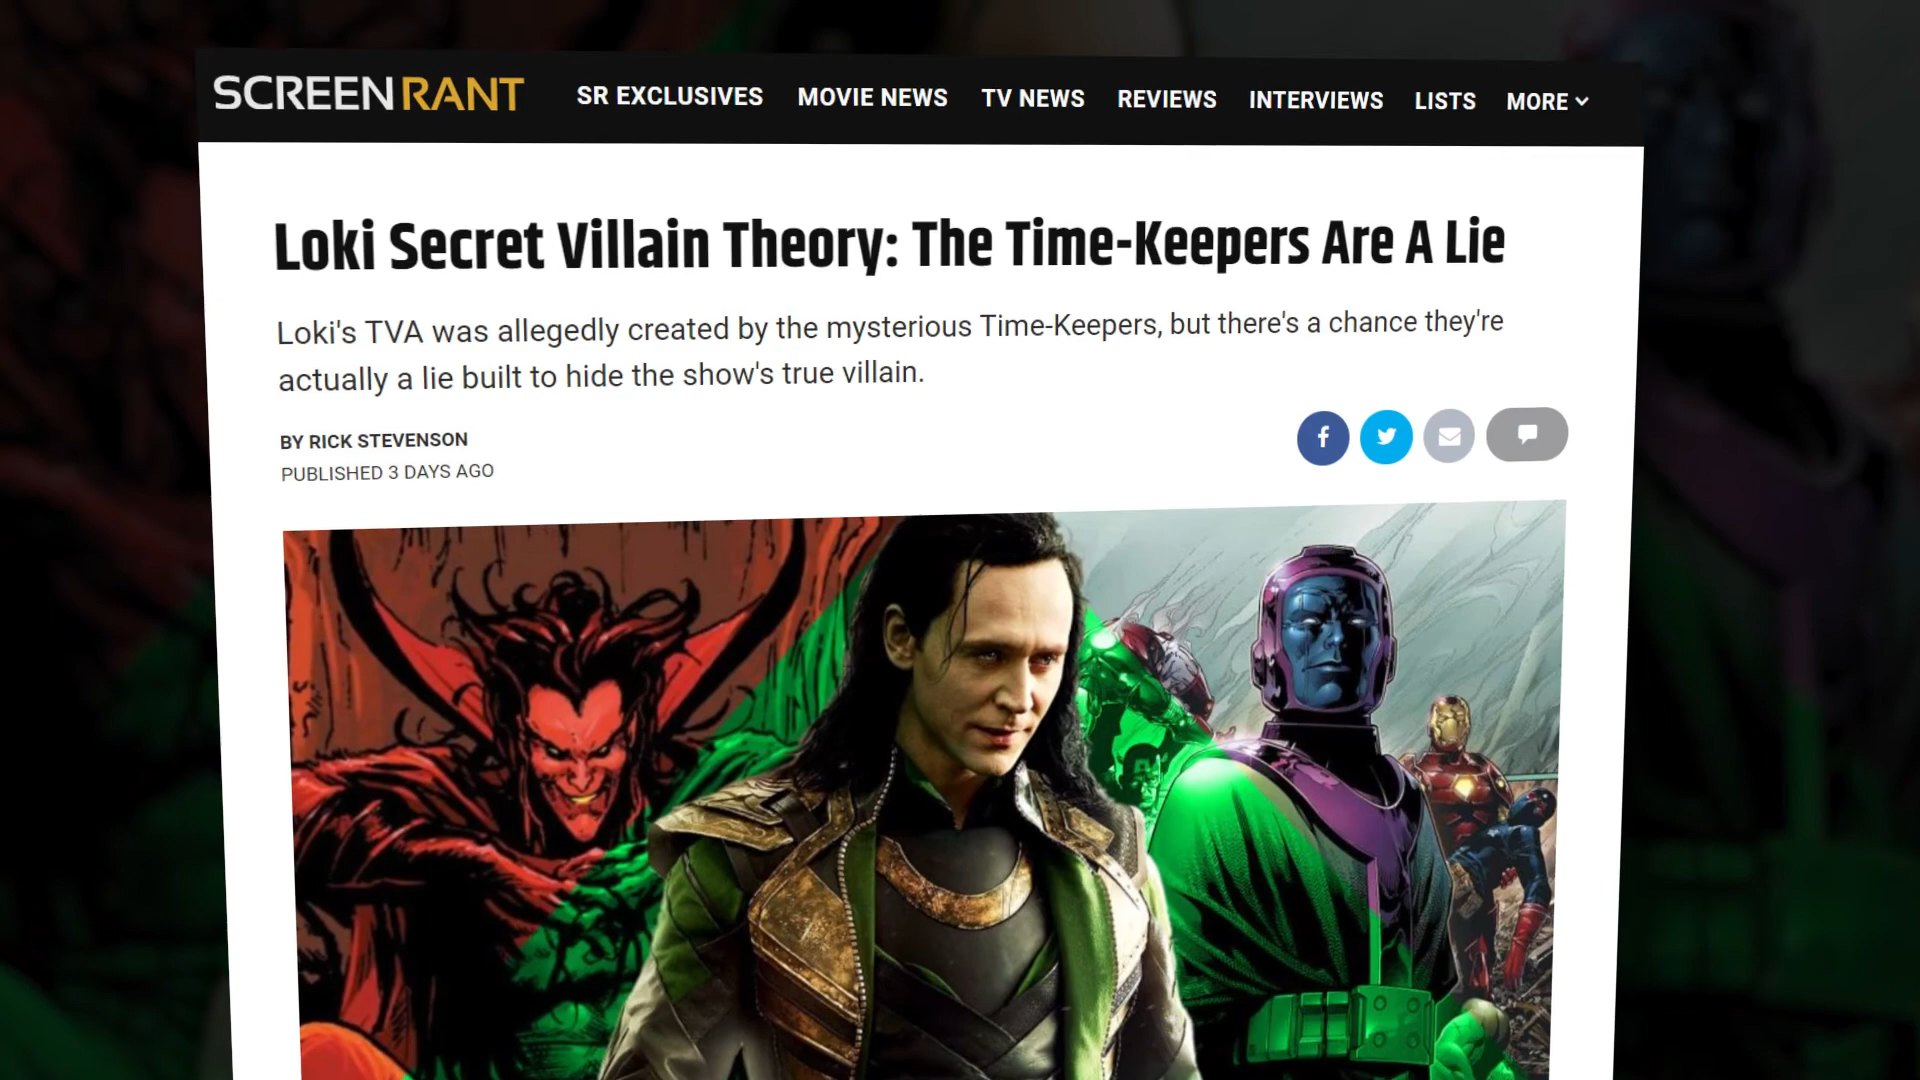 SCREENRANT SR EXCLUSIVES MOVIE NEWS TV NEWS REVIEWS INTERVIEWS LISTS MORE
Loki Secret Villain Theory: The Time-Keepers Are A Lie
Loki's TVA was allegedly created by the mysterious Time-Keepers, but there's a chance they're
actually a lie built to hide the show's true villain.
BY RICK STEVENSON
PUBLISHED 3 DAYS AGO